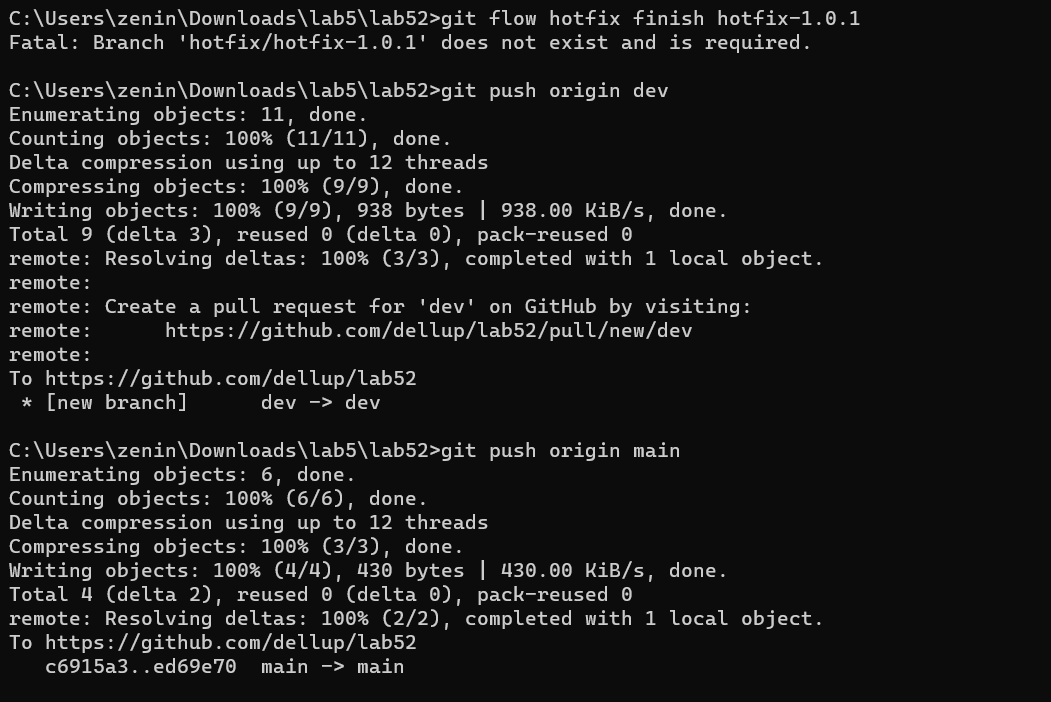 C:\Users\zenin\Downloads\lab5\lab52>git flow hotfix finish hotfix-1.0.1
Fatal: Branch 'hotfix/hotfix-1.0.1' does not exist and is required.

C:\Users\zenin\Downloads\lab5\lab52>git push origin dev
Enumerating objects: 11, done.
Counting objects: 100% (11/11), done.
Delta compression using up to 12 threads
Compressing objects: 100% (9/9), done.
Writing objects: 100% (9/9), 938 bytes | 938.00 KiB/s, done.
Total 9 (delta 3), reused 0 (delta 0), pack-reused 0
remote: Resolving deltas: 100% (3/3), completed with 1 local object.
remote:
remote: Create a pull request for 'dev' on GitHub by visiting:
remote:      https://github.com/dellup/lab52/pull/new/dev
remote:
To https://github.com/dellup/lab52
 * [new branch]      dev -> dev

C:\Users\zenin\Downloads\lab5\lab52>git push origin main
Enumerating objects: 6, done.
Counting objects: 100% (6/6), done.
Delta compression using up to 12 threads
Compressing objects: 100% (3/3), done.
Writing objects: 100% (4/4), 430 bytes | 430.00 KiB/s, done.
Total 4 (delta 2), reused 0 (delta 0), pack-reused 0
remote: Resolving deltas: 100% (2/2), completed with 1 local object.
To https://github.com/dellup/lab52
   c6915a3..ed69e70  main -> main